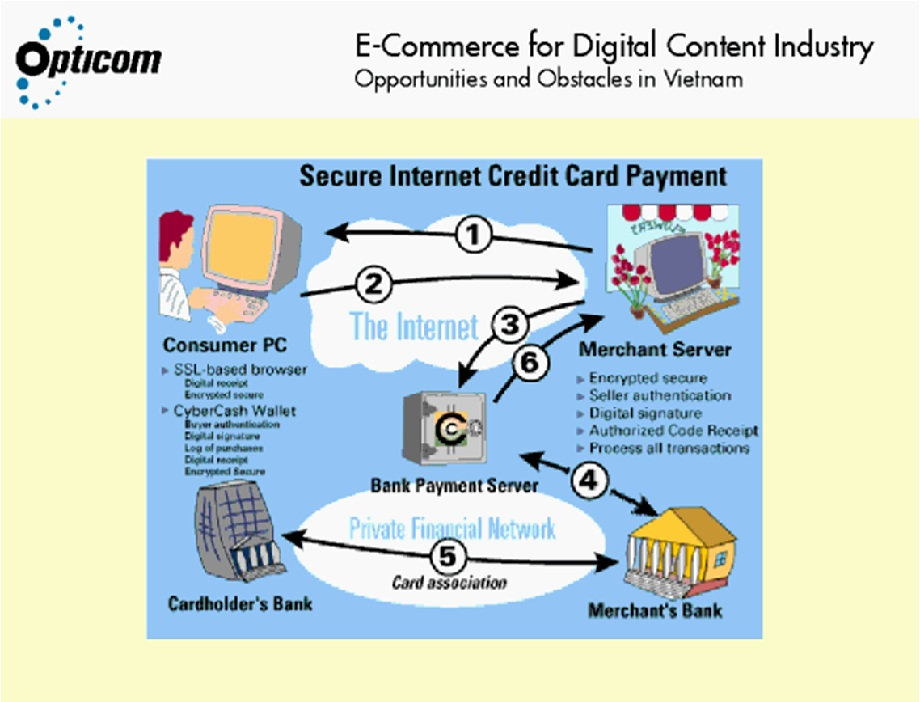 Opticom
E-Commerce for Digital Content Industry
Opportunities and Obstacles in Vietnam
Secure Internet Credit Card Payment
1
2
The Internet
3
6
Consumer PC
SSL-based browser
Digital receipt
Encrypted secure
CyberCash Wallet
Buyer authentication
Digital signature
Log of purchases
Digital receipt
Encrypted Secure
Merchant Server
Encrypted secure
Seller authentication
Digital signature
Authorized Code Receipt
Process all transactions
C
Bank Payment Server
4
Private Financial Network
5
Card association
Cardholder's Bank
Merchant's Bank